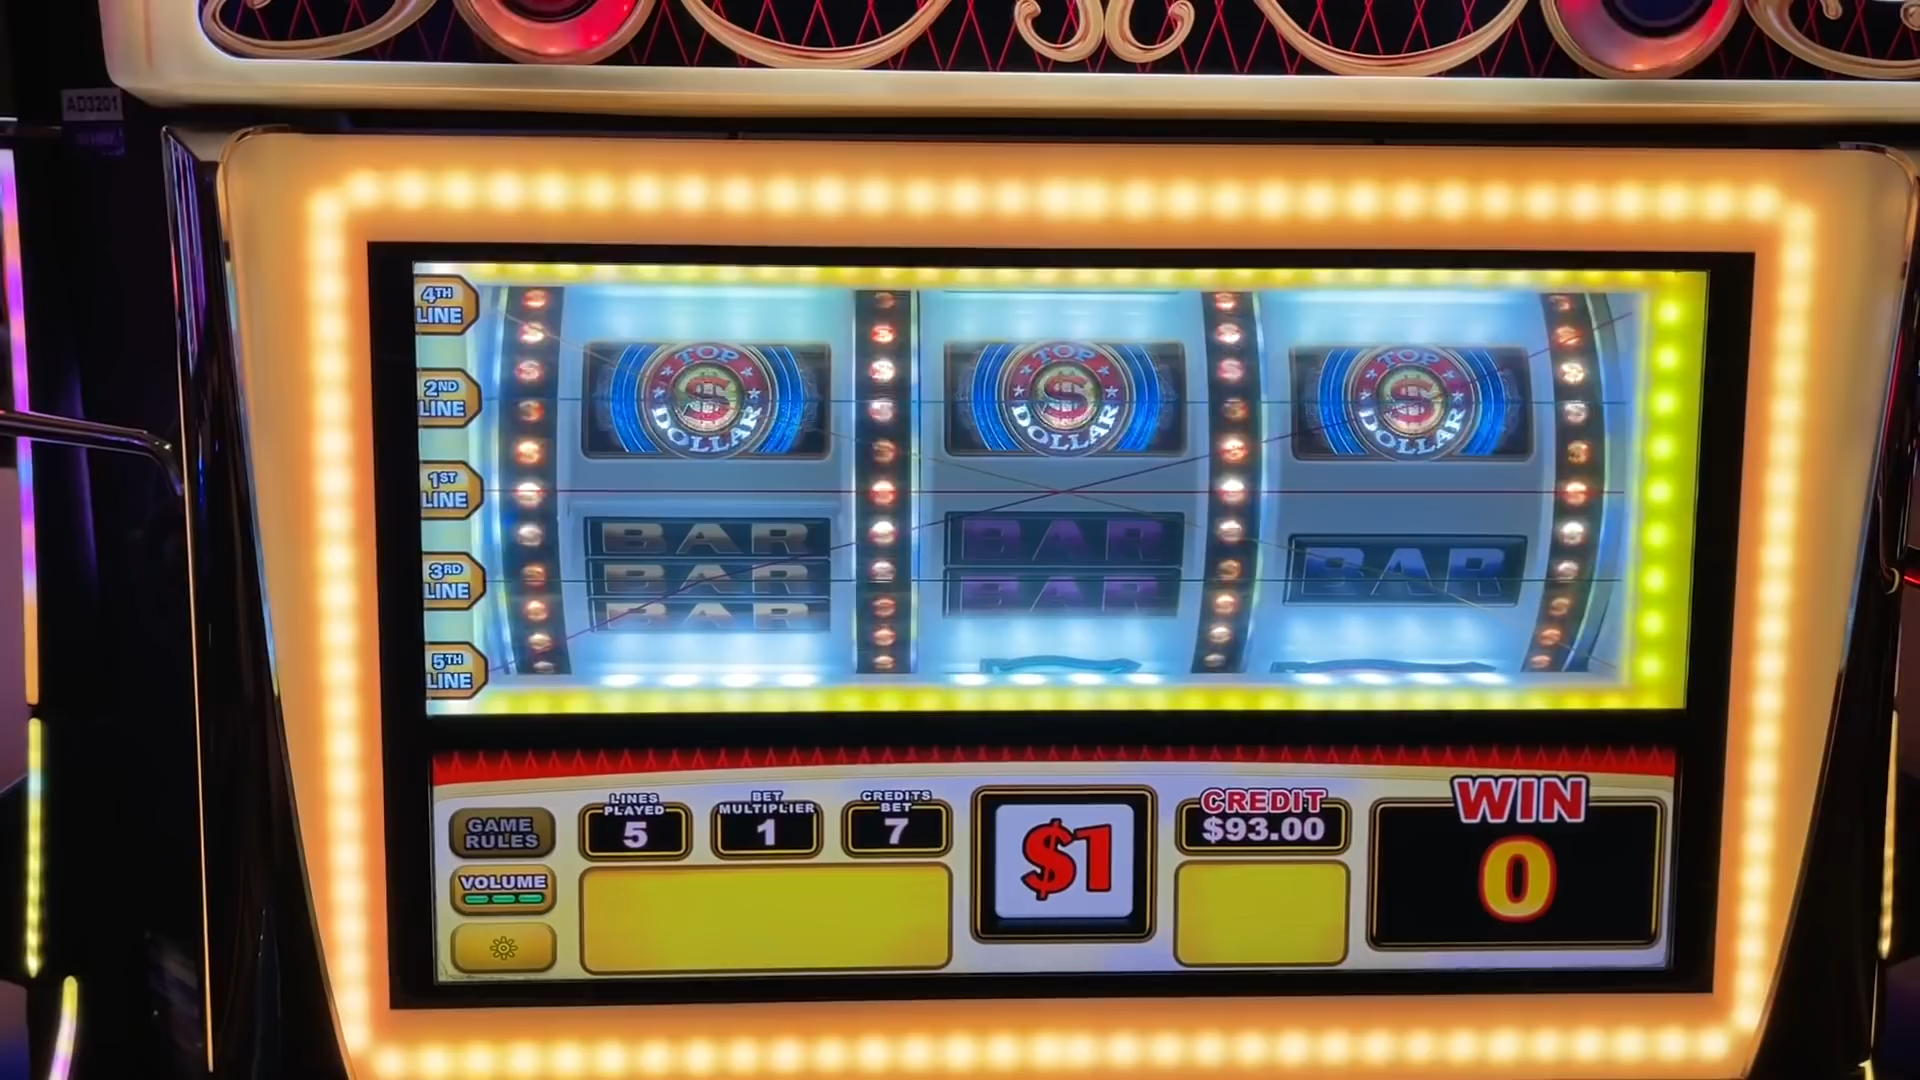 AD3201
4TH
LINE
2ND
LINE
1ST
LINE
3RD
LINE
5TH
LINE
TOP
$
DOLLAR
TOP
$
DOLLAR
TOP
$
DOLLAR
BAR
BAR
BAR
BAR
BAR
BAR
GAME
RULES
VOLUME
LINES
PLAYED
5
BET
MULTIPLIER
1
CREDITS
BET
7
$1
CREDIT
$93.00
WIN
0